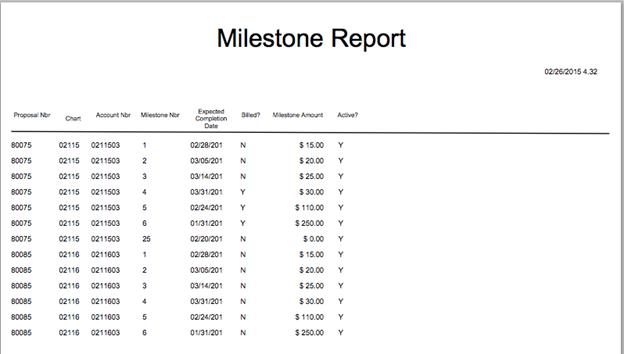 Milestone Report
02/26/2015 4.32
Proposal Nbr Chart Account Nbr Milestone Nbr Expected Completion Date Billed? Milestone Amount Active?
80075 02115 0211503 1 02/28/201 N $ 15.00 Y
80075 02115 0211503 2 03/05/201 N $ 20.00 Y
80075 02115 0211503 3 03/14/201 N $ 25.00 Y
80075 02115 0211503 4 03/31/201 Y $ 30.00 Y
80075 02115 0211503 5 02/24/201 Y $ 110.00 Y
80075 02115 0211503 6 01/31/201 Y $ 250.00 Y
80075 02115 0211503 25 02/20/201 N $ 0.00 Y
80085 02116 0211603 1 02/28/201 N $ 15.00 Y
80085 02116 0211603 2 03/05/201 N $ 20.00 Y
80085 02116 0211603 3 03/14/201 N $ 25.00 Y
80085 02116 0211603 4 03/31/201 N $ 30.00 Y
80085 02116 0211603 5 02/24/201 N $ 110.00 Y
80085 02116 0211603 6 01/31/201 N $ 250.00 Y